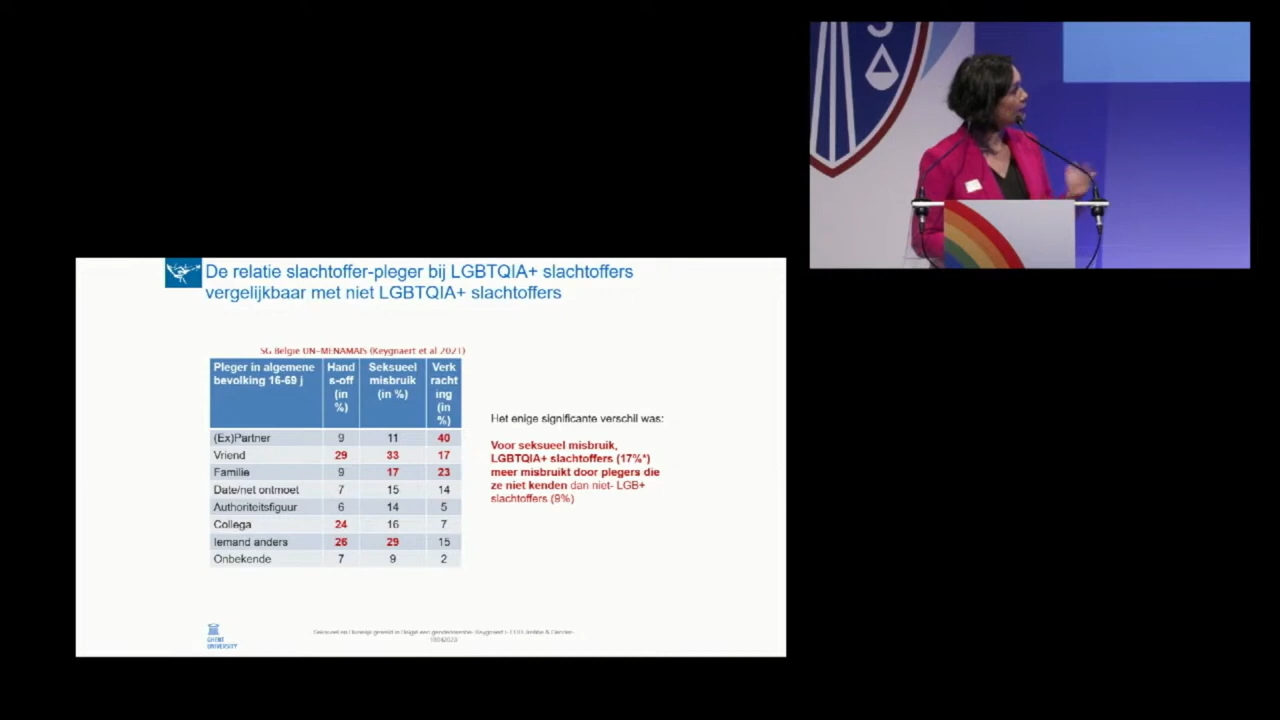 De relatie slachtoffer-pleger bij LGBTQIA+ slachtoffers
vergelijkbaar met niet LGBTQIA+ slachtoffers
SG België UN-MENAMAIS (Keygnaert et al 2021)
Pleger in algemene bevolking 16-69 j | Hand s-off (in %) | Seksueel misbruik (in %) | Verk racht ing (in %)
(Ex)Partner 9 11 40
Vriend 29 33 17
Familie 9 17 23
Date/net ontmoet 7 15 14
Authoriteitsfiguur 6 14 5
Collega 24 16 7
Iemand anders 26 29 15
Onbekende 7 9 2
Het enige significante verschil was:
Voor seksueel misbruik,
LGBTQIA+ slachtoffers (17%*)
meer misbruikt door plegers die
ze niet kenden dan niet- LGB+
slachtoffers (9%)
GHENT
UNIVERSITY
S